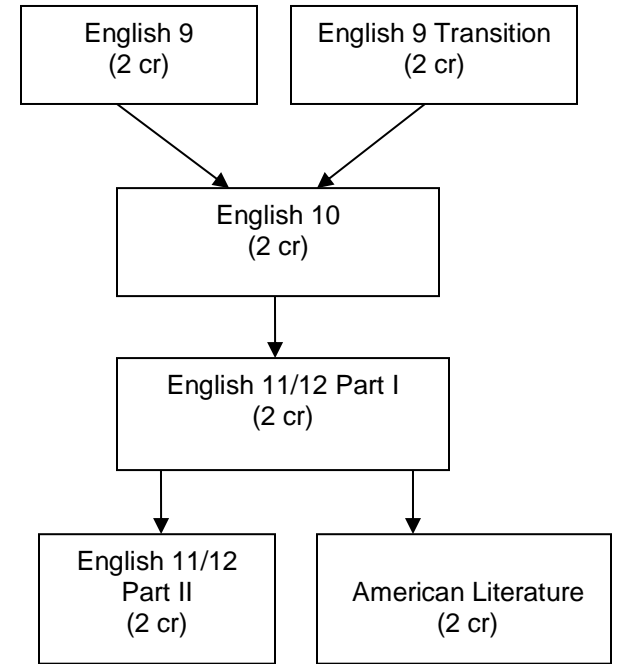 English 9
(2 cr)
English 9 Transition
(2 cr)
English 10
(2 cr)
English 11/12 Part I
(2 cr)
English 11/12
Part II
(2 cr)
American Literature
(2 cr)